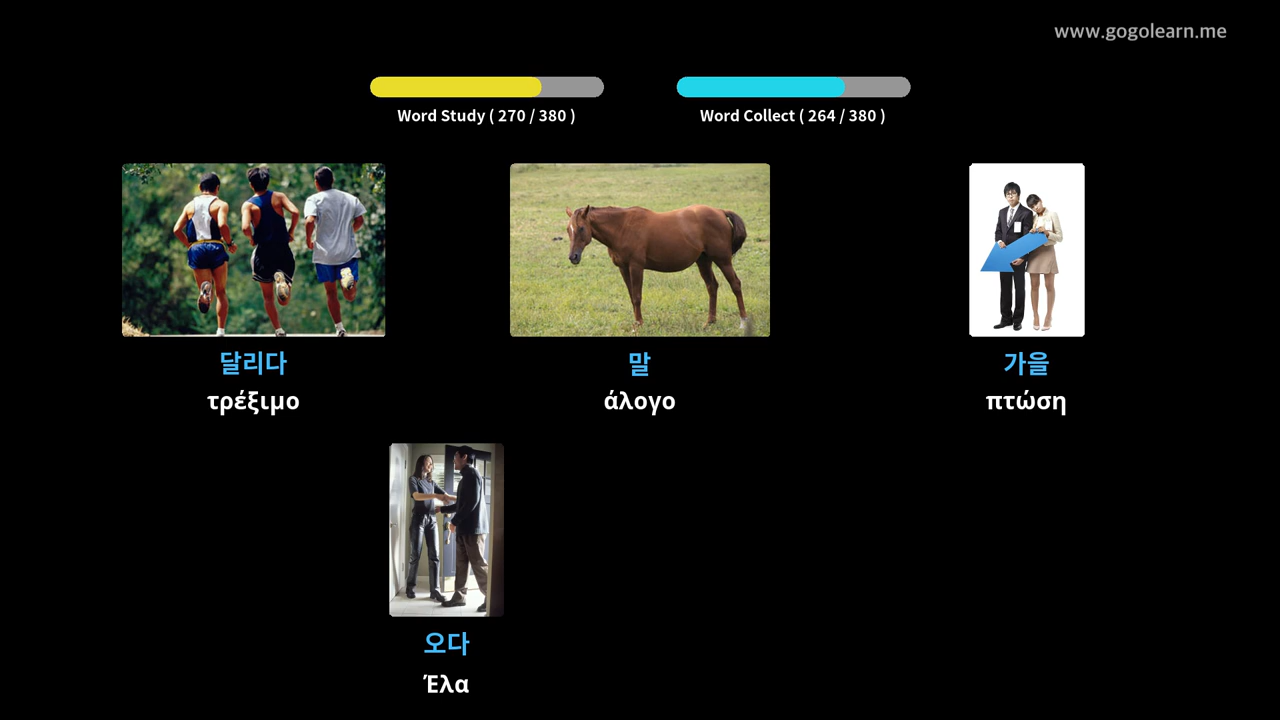 www.gogolearn.me
Word Study ( 270 / 380 )
Word Collect ( 264 / 380 )
달리다
τρέξιμο
말
άλογο
가을
πτώση
오다
Έλα